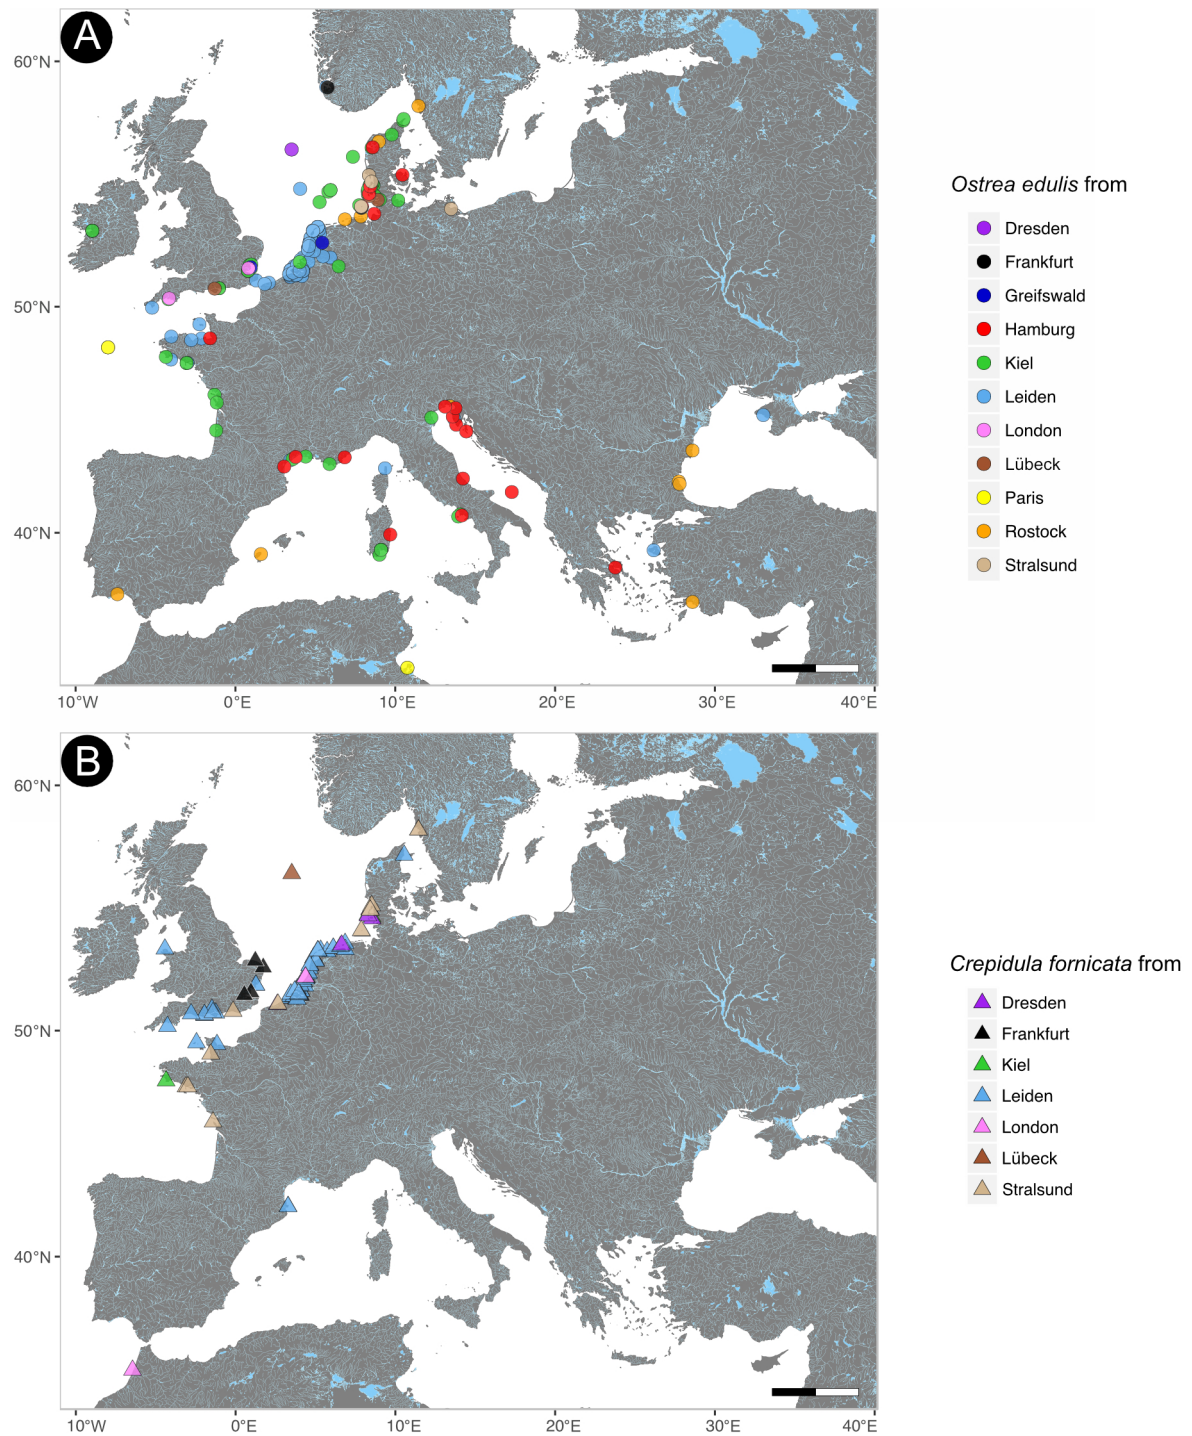 A
60°N
50°N
40°N
10°W 0°E 10°E 20°E 30°E 40°E
Ostrea edulis from
Dresden
Frankfurt
Greifswald
Hamburg
Kiel
Leiden
London
Lübeck
Paris
Rostock
Stralsund
B
60°N
50°N
40°N
10°W 0°E 10°E 20°E 30°E 40°E
Crepidula fornicata from
Dresden
Frankfurt
Kiel
Leiden
London
Lübeck
Stralsund